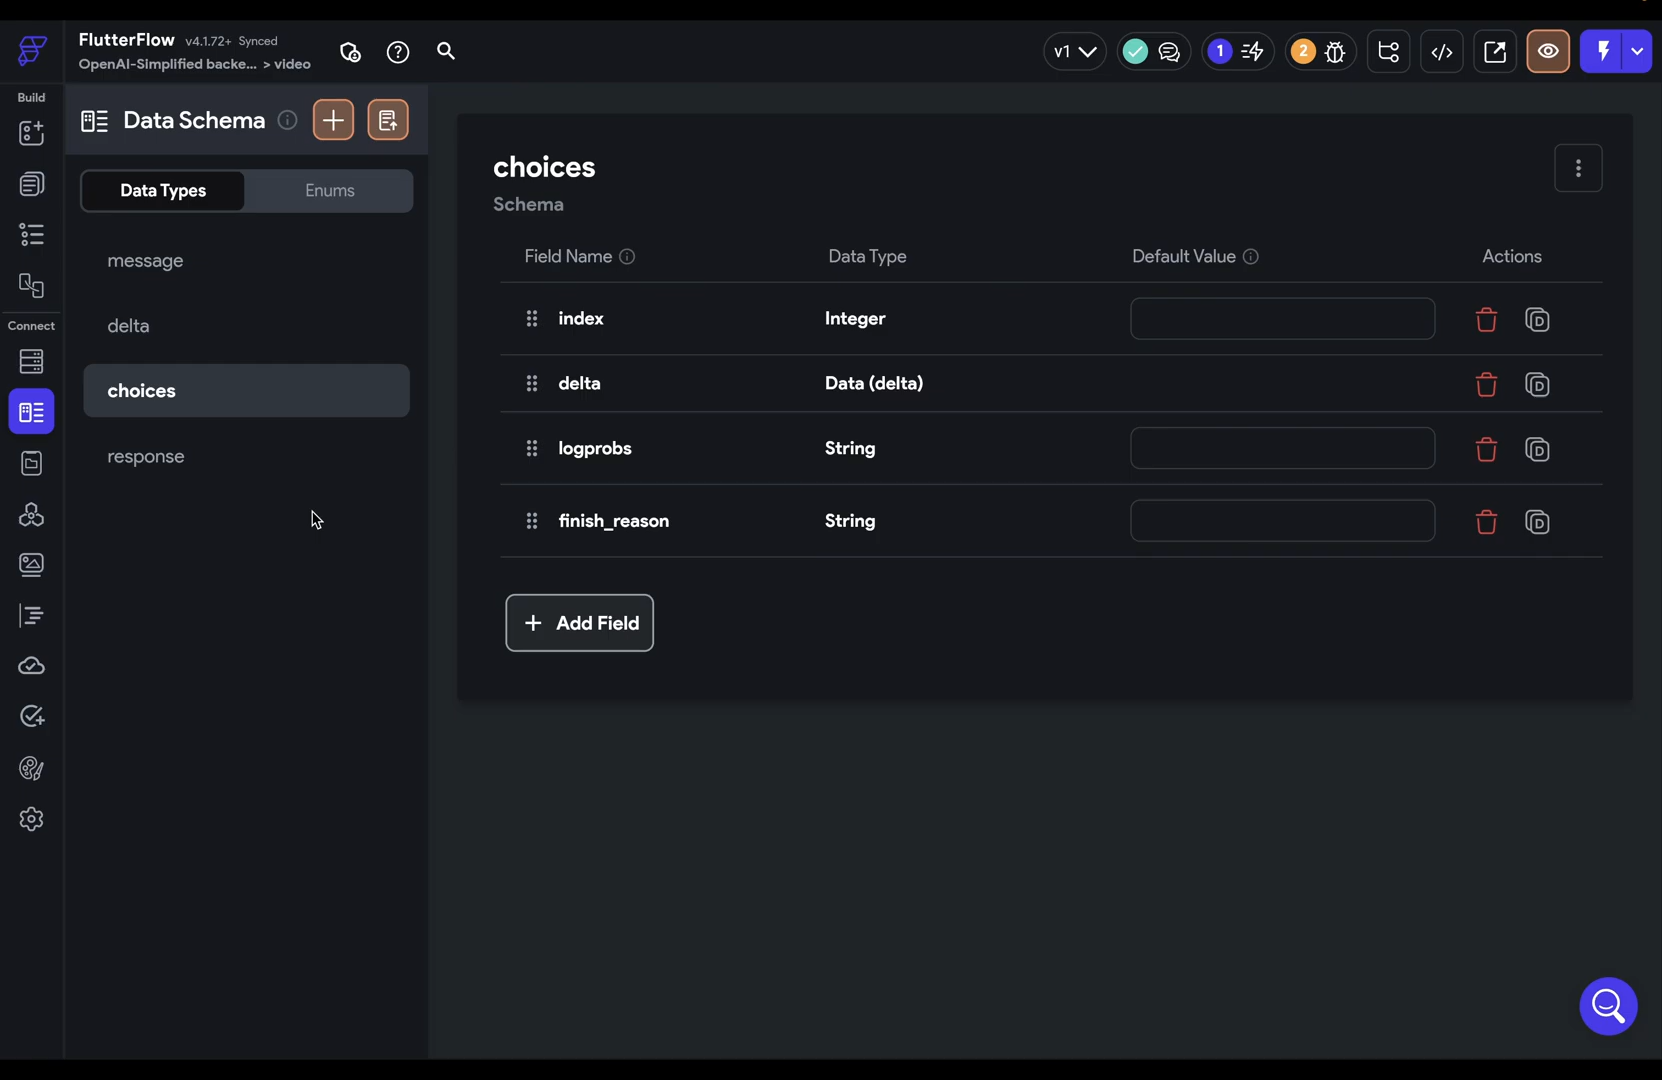 FlutterFlow v4.1.72+ Synced
OpenAI-Simplified backe... > video
v1
1
2
Build
Connect
Data Schema
Data Types
Enums
message
delta
choices
response
choices
Schema
Field Name
Data Type
Default Value
Actions
index
Integer
delta
Data (delta)
logprobs
String
finish_reason
String
+ Add Field